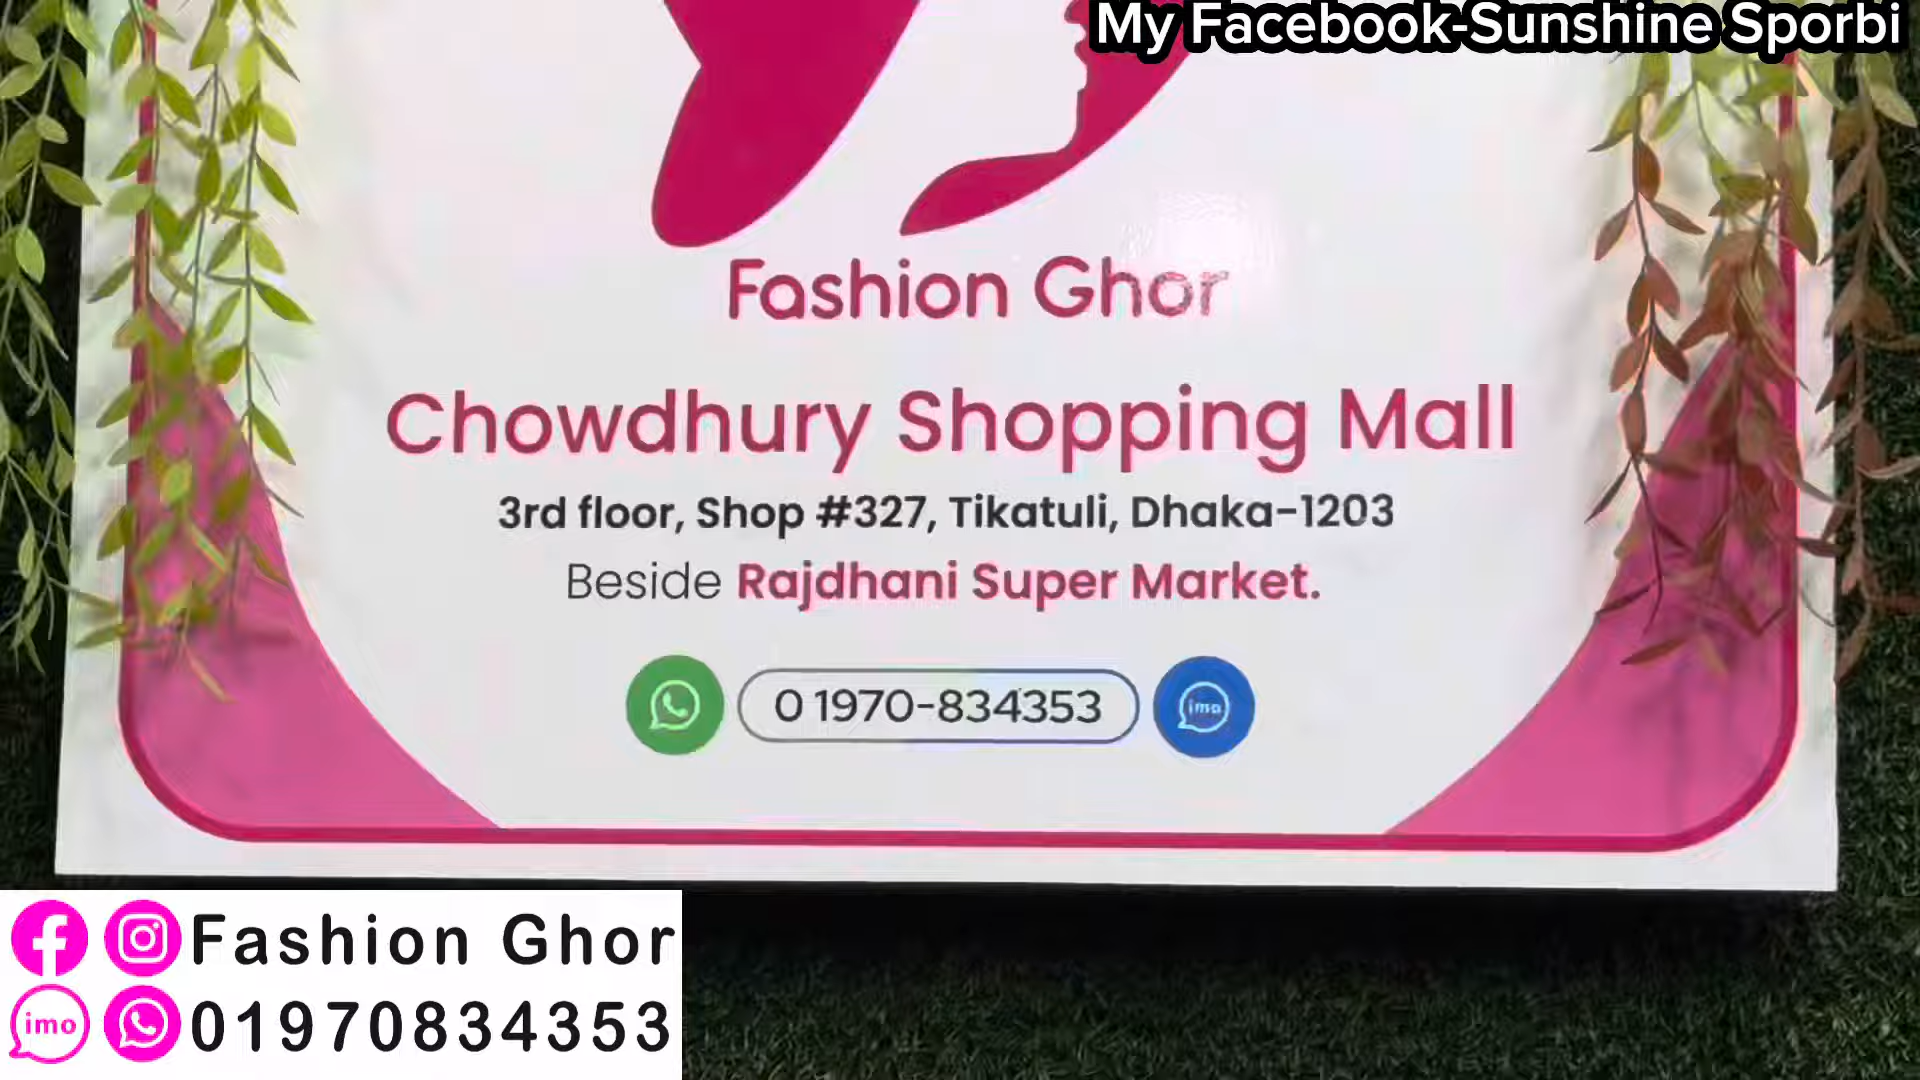 My Facebook-Sunshine Sporbi
Fashion Ghor
Chowdhury Shopping Mall
3rd floor, Shop #327, Tikatuli, Dhaka-1203
Beside Rajdhani Super Market.
01970-834353
imo
Fashion Ghor
imo
01970834353